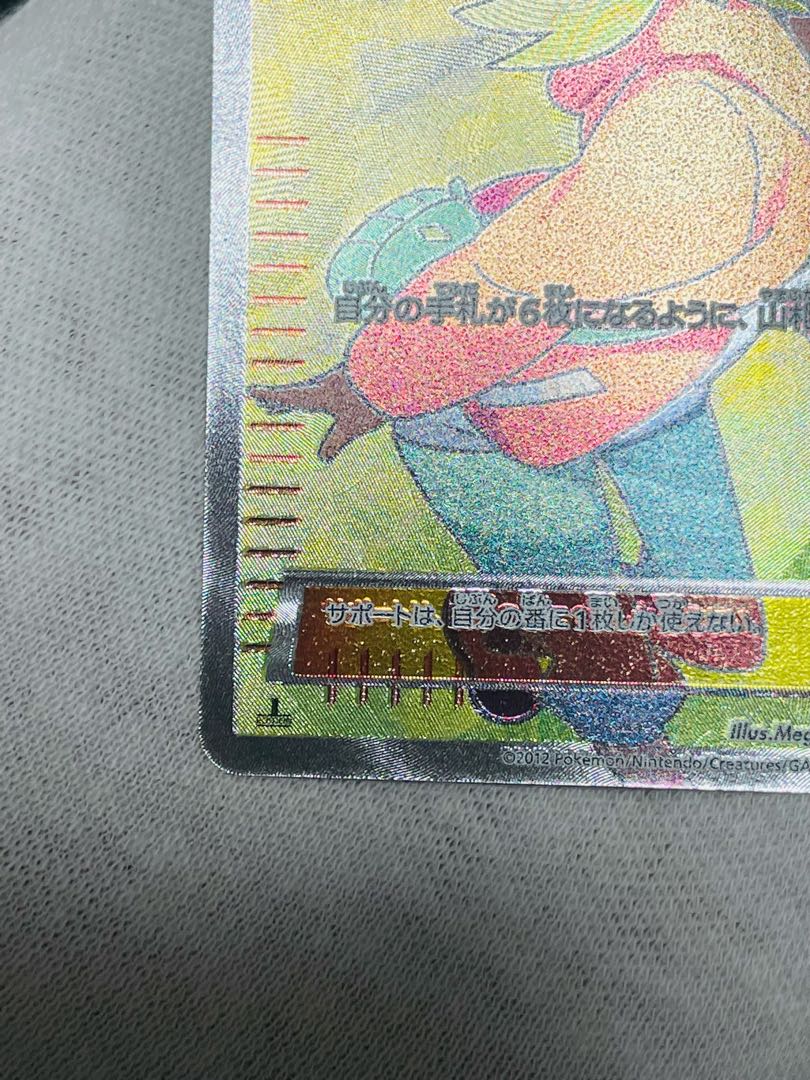 自分の手札が6枚になるように、山札
サポートは、自分の番に1枚しか使えない。
1
Illus.Meg
©2012 Pokémon/Nintendo/Creatures/GA